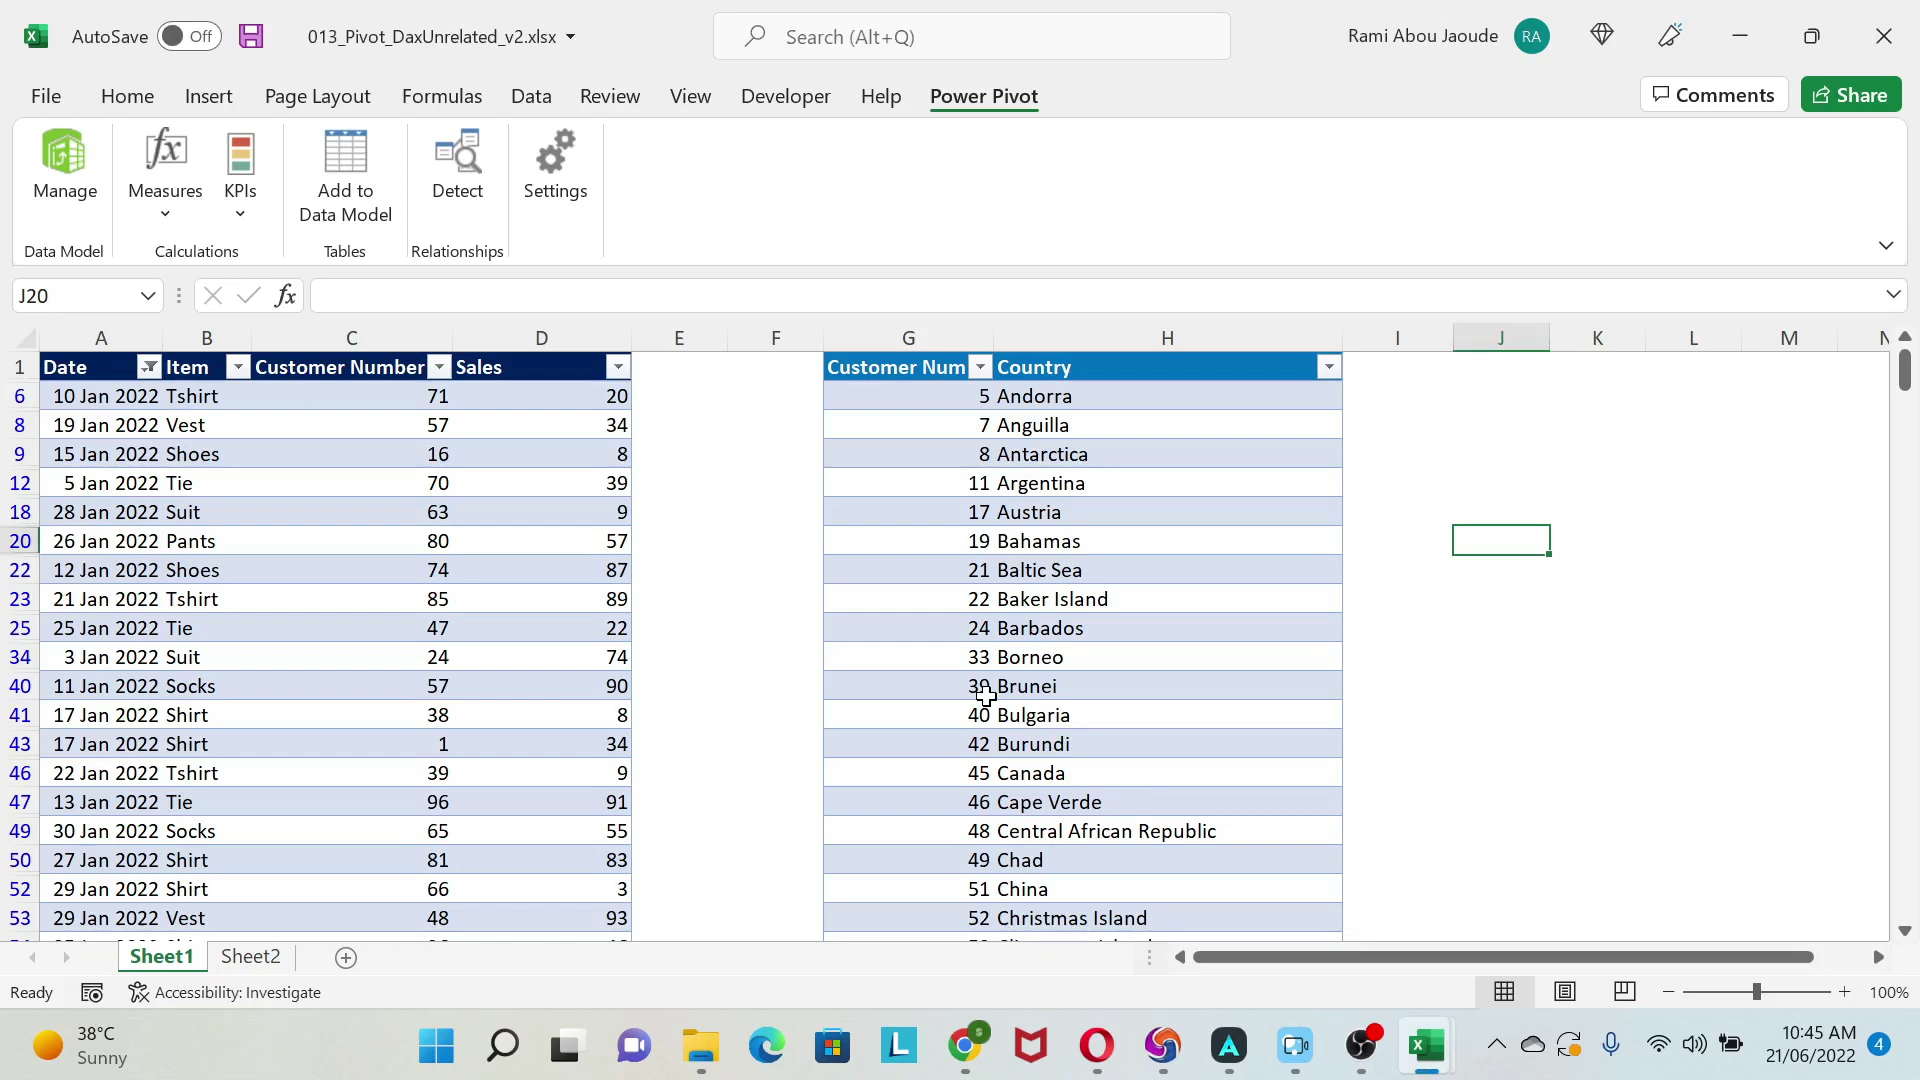 AutoSave Off 013_Pivot_DaxUnrelated_v2.xlsx Search (Alt+Q) Rami Abou Jaoude RA
File Home Insert Page Layout Formulas Data Review View Developer Help Power Pivot Comments Share
Manage Measures KPIs Add to Data Model Detect Settings
Data Model Calculations Tables Relationships
J20 fx
A B C D E F G H I J K L M N
1 Date Item Customer Number Sales Customer Num Country
6 10 Jan 2022 Tshirt 71 20 5 Andorra
8 19 Jan 2022 Vest 57 34 7 Anguilla
9 15 Jan 2022 Shoes 16 8 8 Antarctica
12 5 Jan 2022 Tie 70 39 11 Argentina
18 28 Jan 2022 Suit 63 9 17 Austria
20 26 Jan 2022 Pants 80 57 19 Bahamas
22 12 Jan 2022 Shoes 74 87 21 Baltic Sea
23 21 Jan 2022 Tshirt 85 89 22 Baker Island
25 25 Jan 2022 Tie 47 22 24 Barbados
34 3 Jan 2022 Suit 24 74 33 Borneo
40 11 Jan 2022 Socks 57 90 39 Brunei
41 17 Jan 2022 Shirt 38 8 40 Bulgaria
43 17 Jan 2022 Shirt 1 34 42 Burundi
46 22 Jan 2022 Tshirt 39 9 45 Canada
47 13 Jan 2022 Tie 96 91 46 Cape Verde
49 30 Jan 2022 Socks 65 55 48 Central African Republic
50 27 Jan 2022 Shirt 81 83 49 Chad
52 29 Jan 2022 Shirt 66 3 51 China
53 29 Jan 2022 Vest 48 93 52 Christmas Island
Sheet1 Sheet2
Ready Accessibility: Investigate 100%
38°C
Sunny
10:45 AM
21/06/2022 4